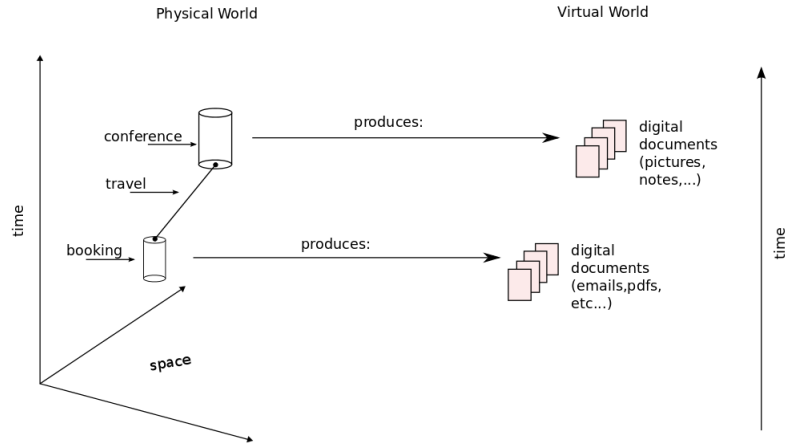 Physical World
Virtual World
conference
produces:
digital
documents
(pictures,
notes,...)
travel
time
booking
produces:
digital
documents
(emails,pdfs,
etc...)
time
space